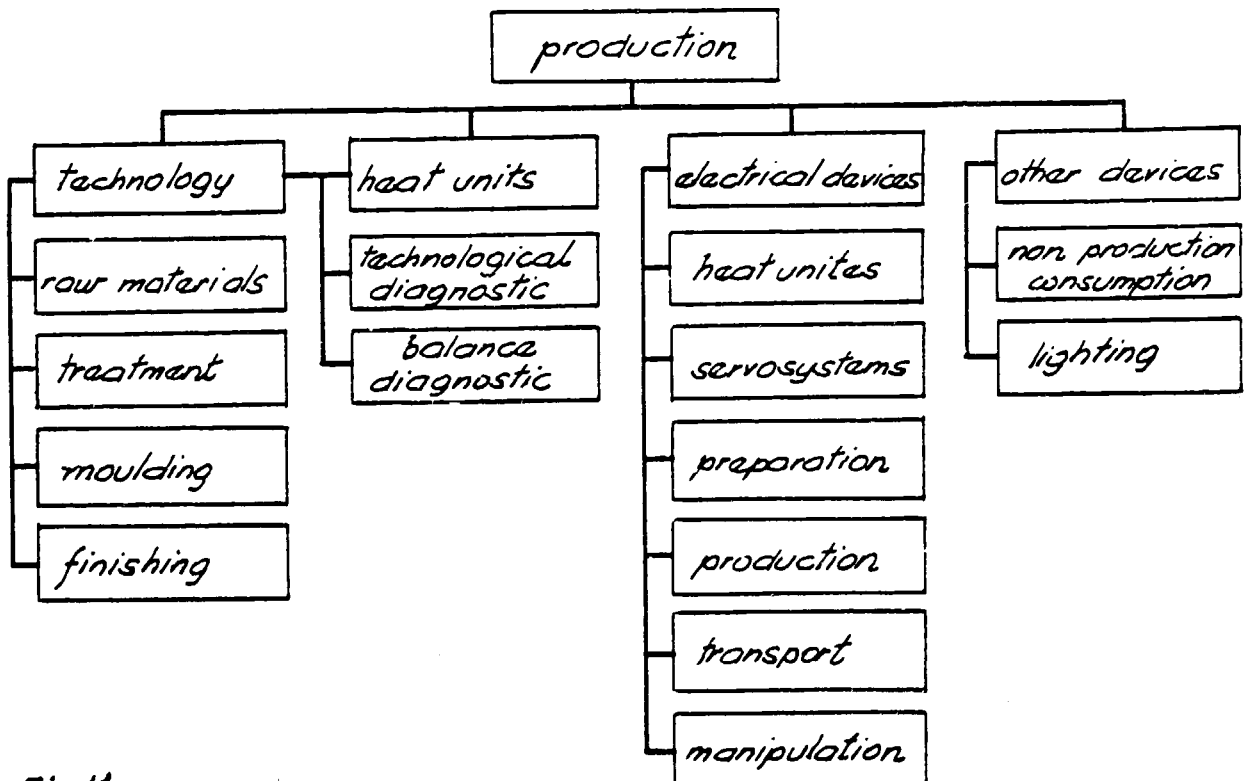 production
technology
raw materials
treatment
moulding
finishing
heat units
technological
diagnostic
balance
diagnostic
electrical devices
heat unites
servosystems
preparation
production
transport
manipulation
other devices
non production
consumption
lighting